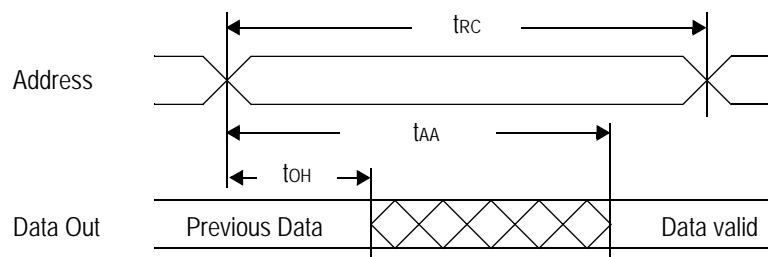 tRC
Address
tAA
tOH
Data Out Previous Data Data valid